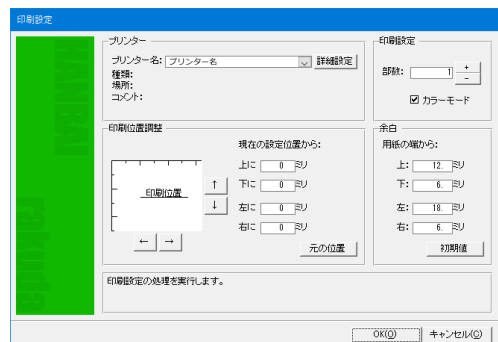 印刷設定
HANBAI
rakuda
プリンター
プリンター名: プリンター名 詳細設定
種類:
場所:
コメント:
印刷設定
部数: 1 + -
カラーモード
印刷位置調整
印刷位置
↑
↓
← →
現在の設定位置から:
上に 0 ミリ
下に 0 ミリ
左に 0 ミリ
右に 0 ミリ
元の位置
余白
用紙の端から:
上: 12. ミリ
下: 6. ミリ
左: 18. ミリ
右: 6. ミリ
初期値
印刷設定の処理を実行します。
OK(O) キャンセル(C)